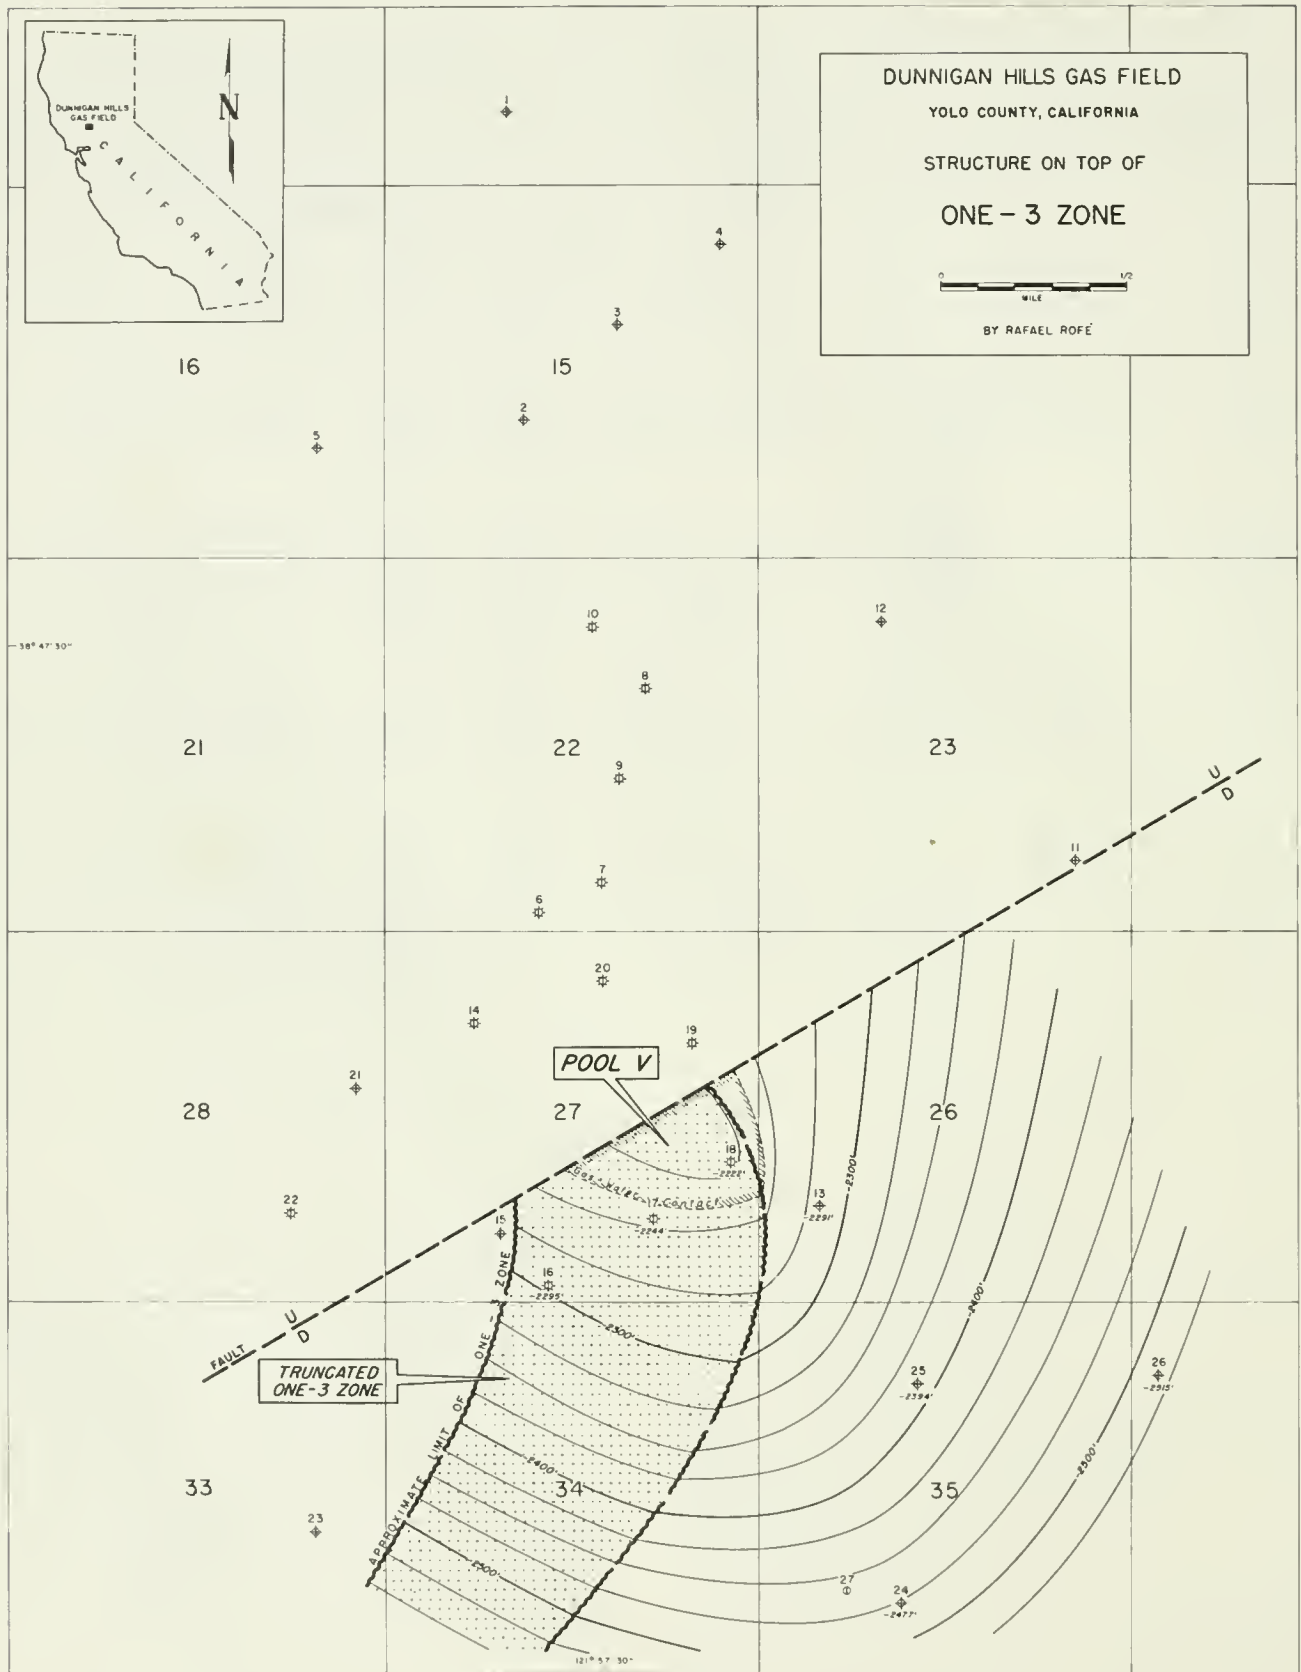 DUNNIGAN HILLS
GAS FIELD
N
CALIFORNIA
DUNNIGAN HILLS GAS FIELD
YOLO COUNTY, CALIFORNIA
STRUCTURE ON TOP OF
ONE-3 ZONE
0 1/2
MILE
BY RAFAEL ROFÉ
1
4
3
16
15
2
5
10
12
38° 47' 30"
8
21
22
23
9
U
D
11
7
6
20
14
19
POOL V
21
28
27
26
18
-2222'
Gas-Water Contact
-2300'
22
13
-2291'
17
-2244'
15
16
-2295'
-2400'
U
D
FAULT
-2300'
TRUNCATED
ONE-3 ZONE
25
-2394'
26
-2515'
APPROXIMATE LIMIT OF ONE-3 ZONE
-2400'
-2500'
33
34
35
23
-2500'
27
24
-2477'
121° 57' 30"